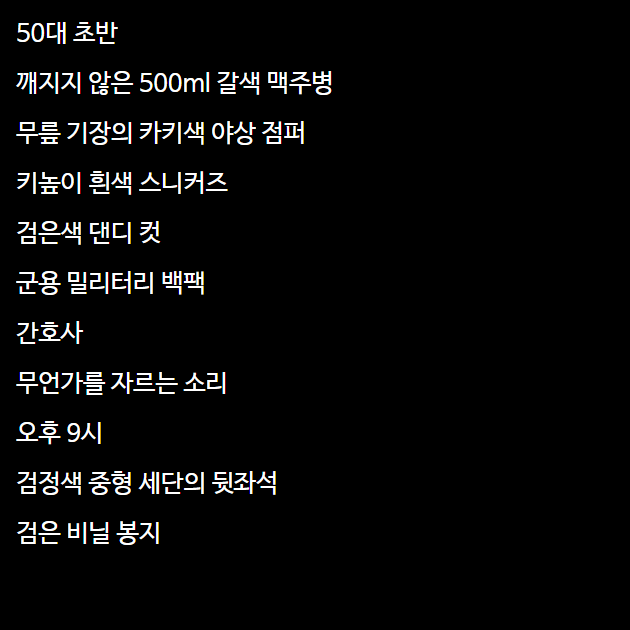 50대 초반
깨지지 않은 500ml 갈색 맥주병
무릎 기장의 카키색 야상 점퍼
키높이 흰색 스니커즈
검은색 댄디 컷
군용 밀리터리 백팩
간호사
무언가를 자르는 소리
오후 9시
검정색 중형 세단의 뒷좌석
검은 비닐 봉지